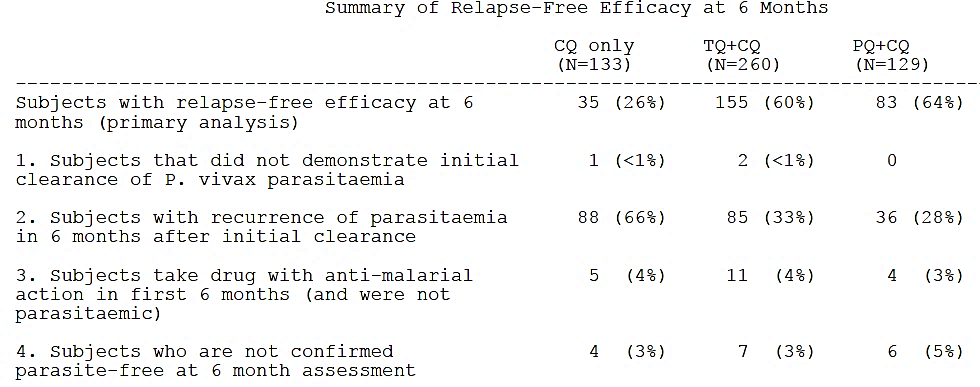 Summary of Relapse-Free Efficacy at 6 Months
CQ only TQ+CQ PQ+CQ
(N=133) (N=260) (N=129)
Subjects with relapse-free efficacy at 6 35 (26%) 155 (60%) 83 (64%)
months (primary analysis)
1. Subjects that did not demonstrate initial 1 (<1%) 2 (<1%) 0
clearance of P. vivax parasitaemia
2. Subjects with recurrence of parasitaemia 88 (66%) 85 (33%) 36 (28%)
in 6 months after initial clearance
3. Subjects take drug with anti-malarial 5 (4%) 11 (4%) 4 (3%)
action in first 6 months (and were not
parasitaemic)
4. Subjects who are not confirmed 4 (3%) 7 (3%) 6 (5%)
parasite-free at 6 month assessment